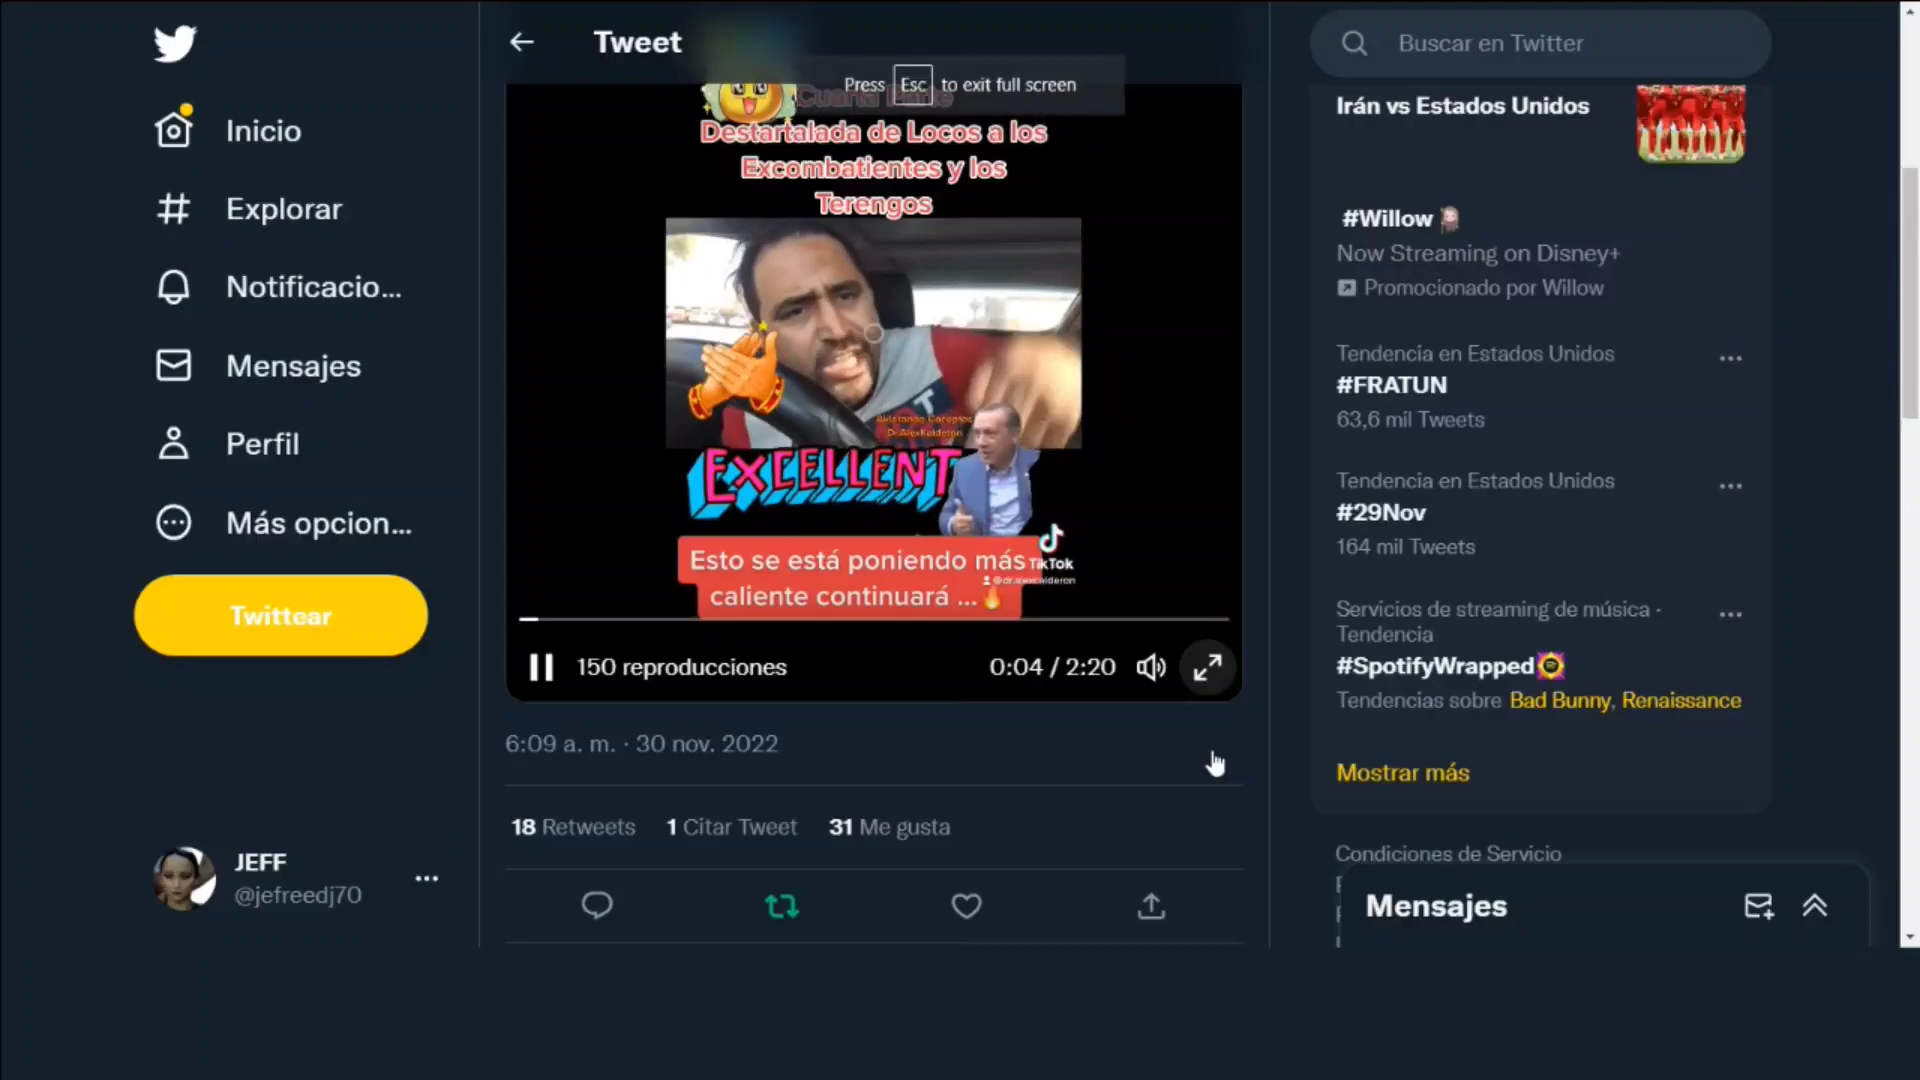 Tweet
Press Esc to exit full screen
Cuarta Parte
Destartalada de Locos a los
Excombatientes y los
Terengos
EXCELLENT
Esto se está poniendo más
caliente continuará ...
TikTok
@dr.alexcalderon
150 reproducciones
0:04 / 2:20
6:09 a. m. · 30 nov. 2022
18 Retweets 1 Citar Tweet 31 Me gusta
Inicio
Explorar
Notificacio...
Mensajes
Perfil
Más opcion...
Twittear
JEFF
@jefreedj70
Buscar en Twitter
Irán vs Estados Unidos
#Willow
Now Streaming on Disney+
Promocionado por Willow
Tendencia en Estados Unidos
#FRATUN
63,6 mil Tweets
Tendencia en Estados Unidos
#29Nov
164 mil Tweets
Servicios de streaming de música ·
Tendencia
#SpotifyWrapped
Tendencias sobre Bad Bunny, Renaissance
Mostrar más
Condiciones de Servicio
Mensajes